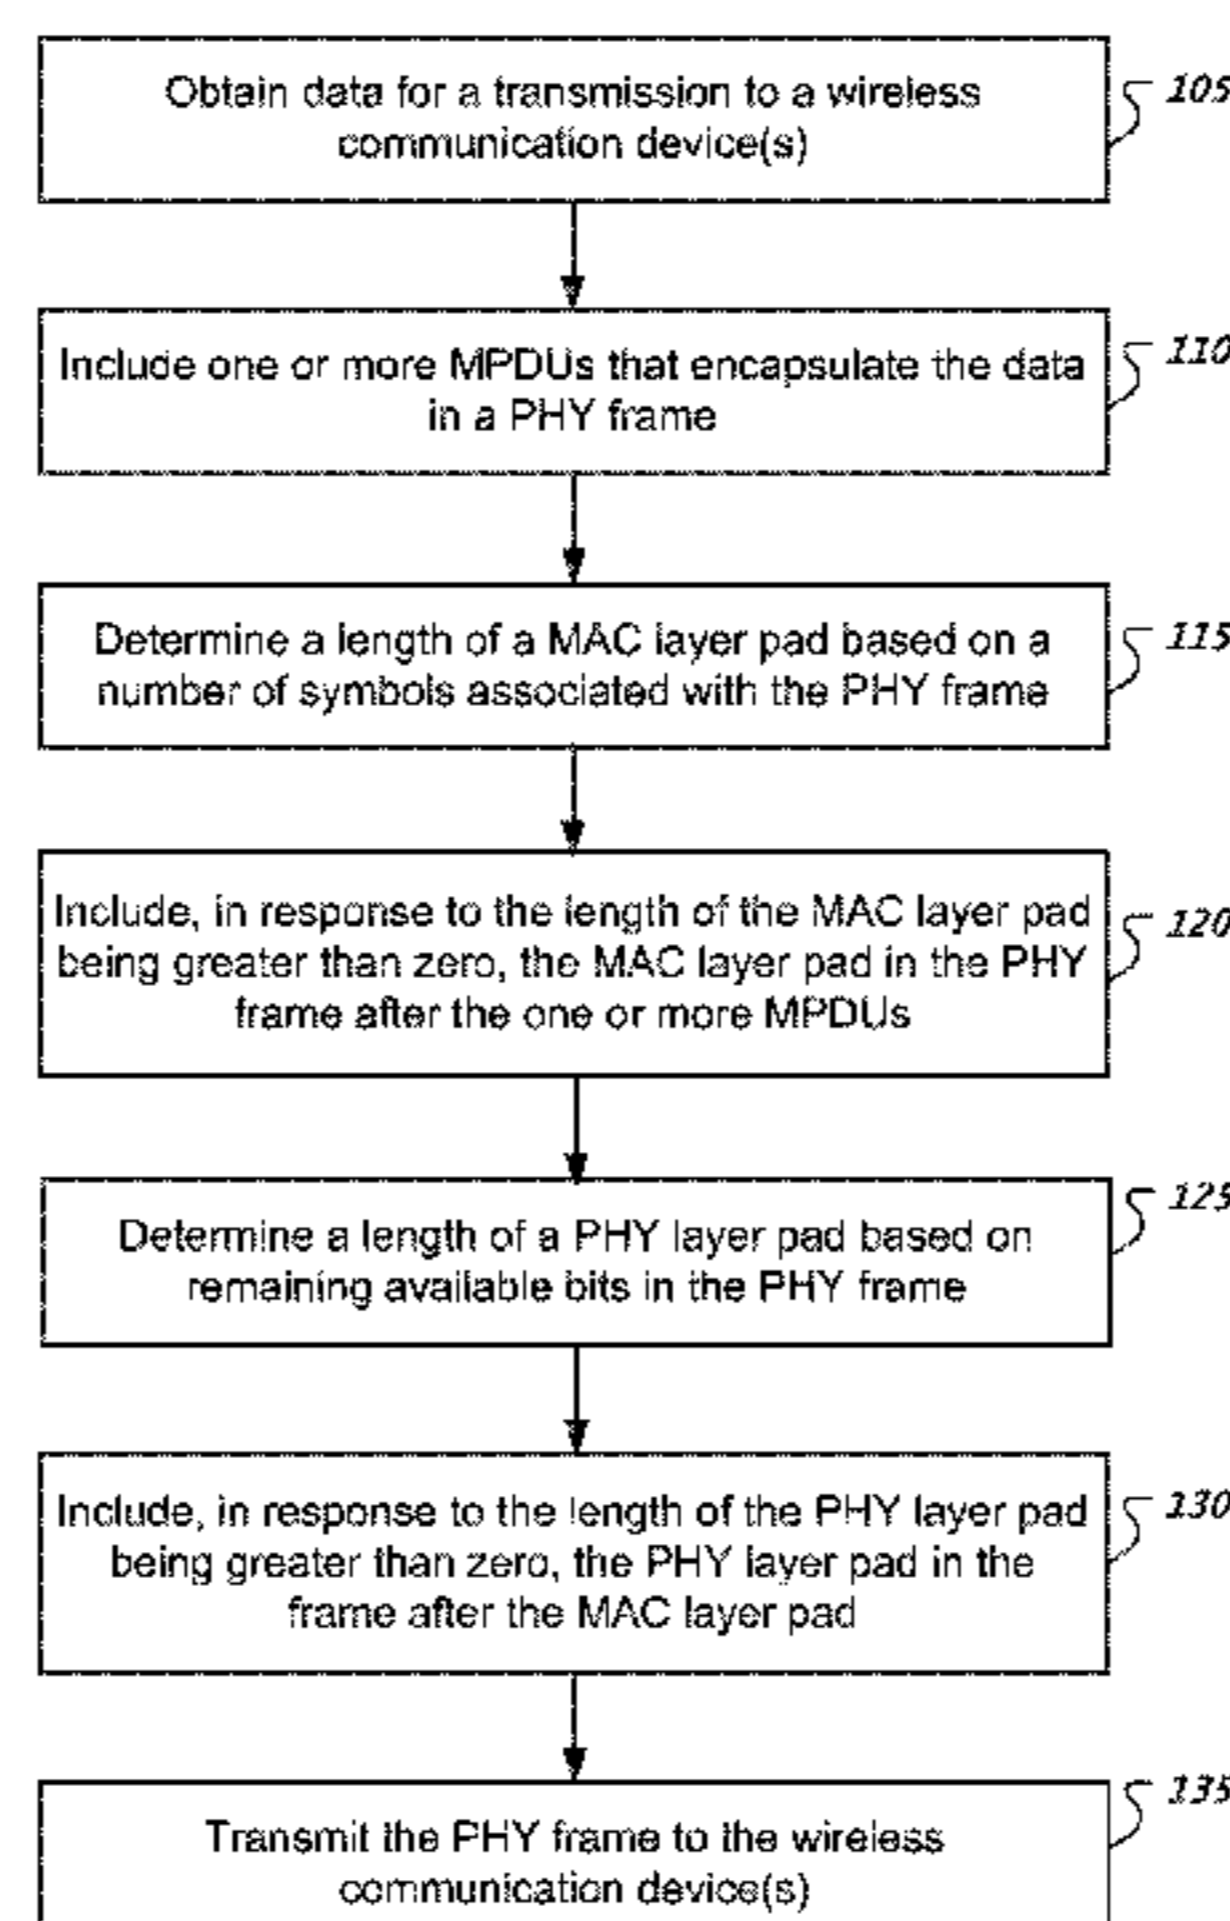 Obtain data for a transmission to a wireless
communication device(s)
105
Include one or more MPDUs that encapsulate the data
in a PHY frame
110
Determine a length of a MAC layer pad based on a
number of symbols associated with the PHY frame
115
Include, in response to the length of the MAC layer pad
being greater than zero, the MAC layer pad in the PHY
frame after the one or more MPDUs
120
Determine a length of a PHY layer pad based on
remaining available bits in the PHY frame
125
Include, in response to the length of the PHY layer pad
being greater than zero, the PHY layer pad in the
frame after the MAC layer pad
130
Transmit the PHY frame to the wireless
communication device(s)
135